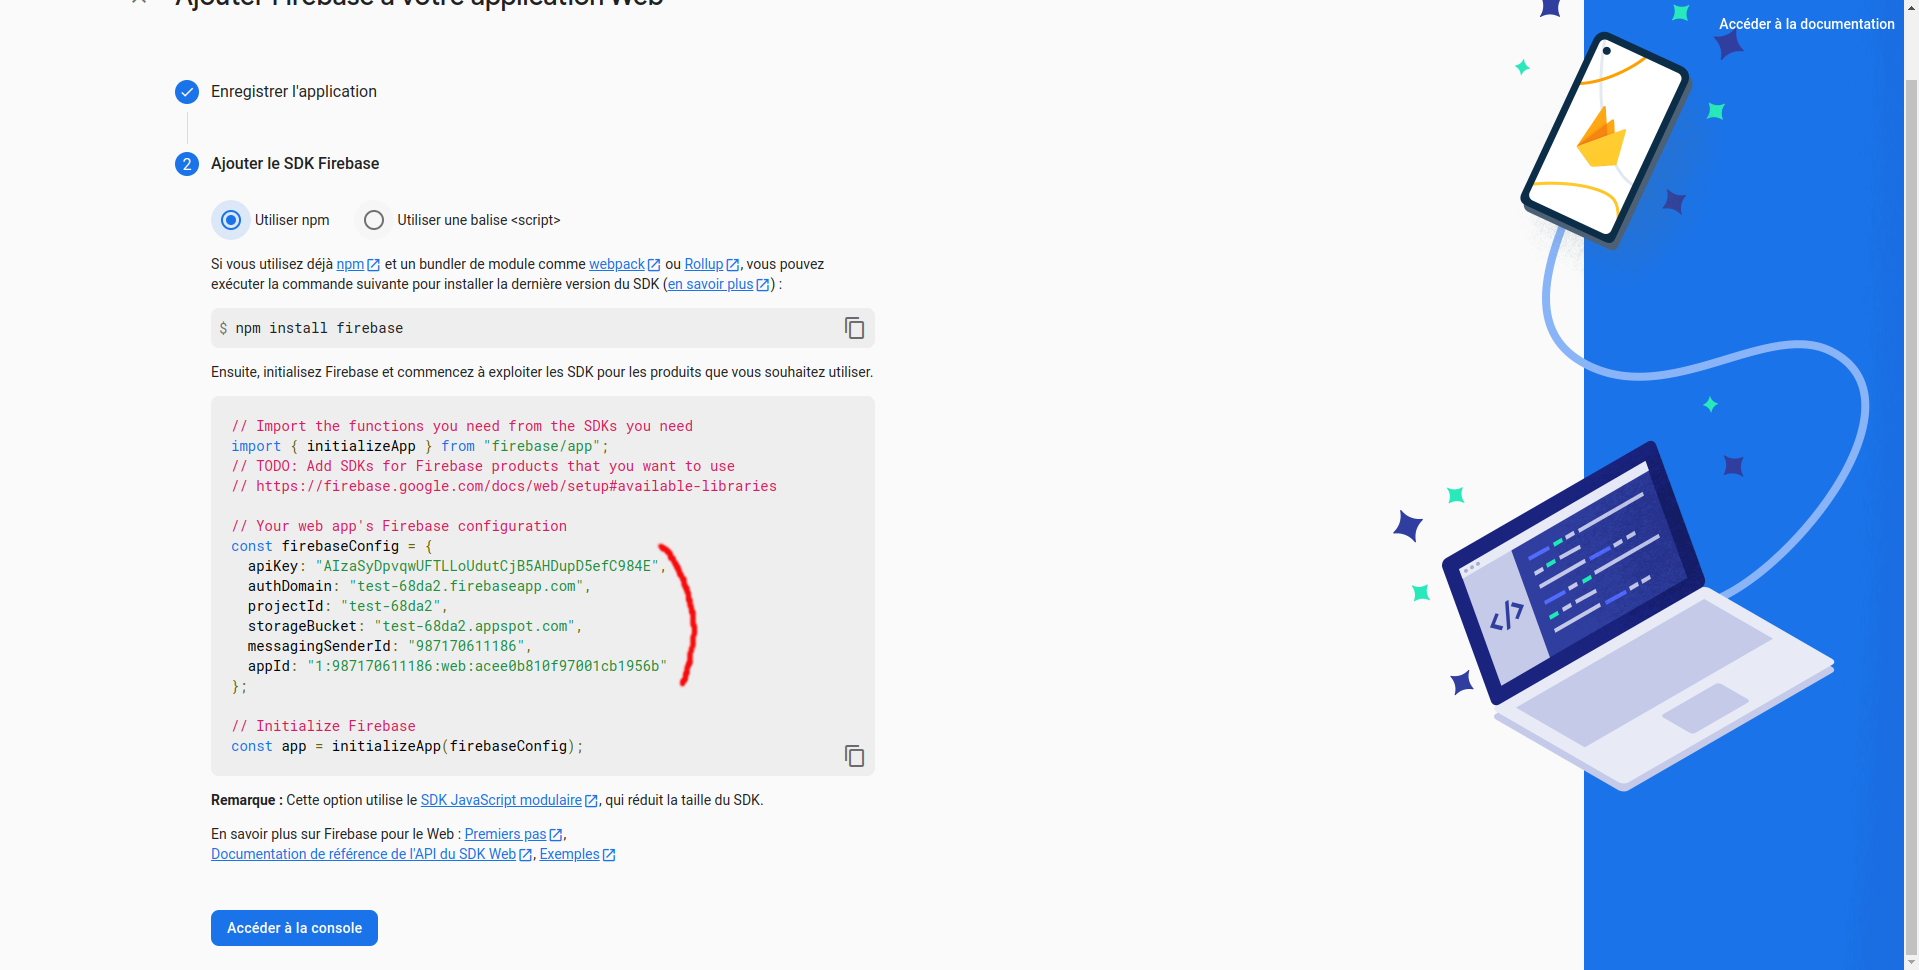 Ajouter Firebase à votre application Web
Accéder à la documentation
Enregistrer l'application
2 Ajouter le SDK Firebase
Utiliser npm Utiliser une balise <script>
Si vous utilisez déjà npm et un bundler de module comme webpack ou Rollup, vous pouvez
exécuter la commande suivante pour installer la dernière version du SDK (en savoir plus) :
$ npm install firebase
Ensuite, initialisez Firebase et commencez à exploiter les SDK pour les produits que vous souhaitez utiliser.
// Import the functions you need from the SDKs you need
import { initializeApp } from "firebase/app";
// TODO: Add SDKs for Firebase products that you want to use
// https://firebase.google.com/docs/web/setup#available-libraries
// Your web app's Firebase configuration
const firebaseConfig = {
apiKey: "AIzaSyDpvqwUFTLLoUdutCjB5AHDupD5efC984E",
authDomain: "test-68da2.firebaseapp.com",
projectId: "test-68da2",
storageBucket: "test-68da2.appspot.com",
messagingSenderId: "987170611186",
appId: "1:987170611186:web:acee0b810f97001cb1956b"
};
// Initialize Firebase
const app = initializeApp(firebaseConfig);
Remarque : Cette option utilise le SDK JavaScript modulaire, qui réduit la taille du SDK.
En savoir plus sur Firebase pour le Web : Premiers pas,
Documentation de référence de l'API du SDK Web, Exemples
Accéder à la console